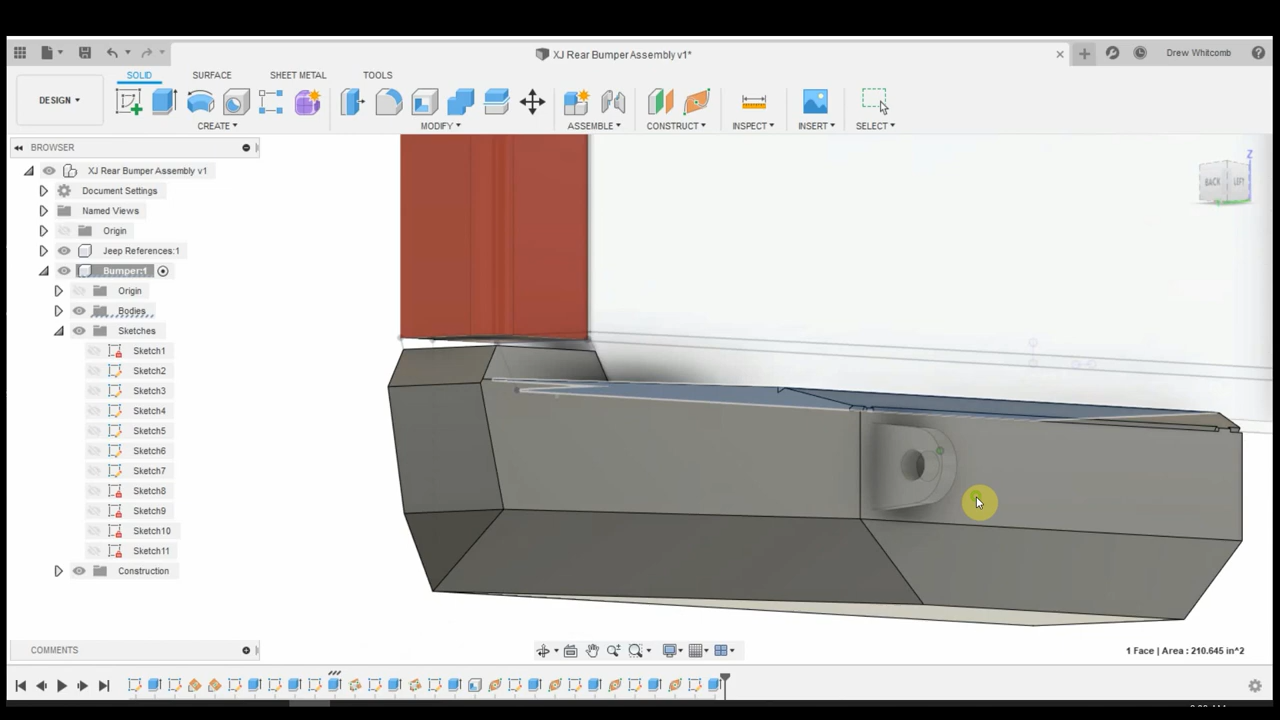 XJ Rear Bumper Assembly v1*
Drew Whitcomb
SOLID SURFACE SHEET METAL TOOLS
DESIGN
CREATE MODIFY ASSEMBLE CONSTRUCT INSPECT INSERT SELECT
BROWSER
XJ Rear Bumper Assembly v1
Document Settings
Named Views
Origin
Jeep References:1
Bumper:1
Origin
Bodies
Sketches
Sketch1
Sketch2
Sketch3
Sketch4
Sketch5
Sketch6
Sketch7
Sketch8
Sketch9
Sketch10
Sketch11
Construction
Z
BACK LEFT
COMMENTS
1 Face | Area : 210.645 in^2